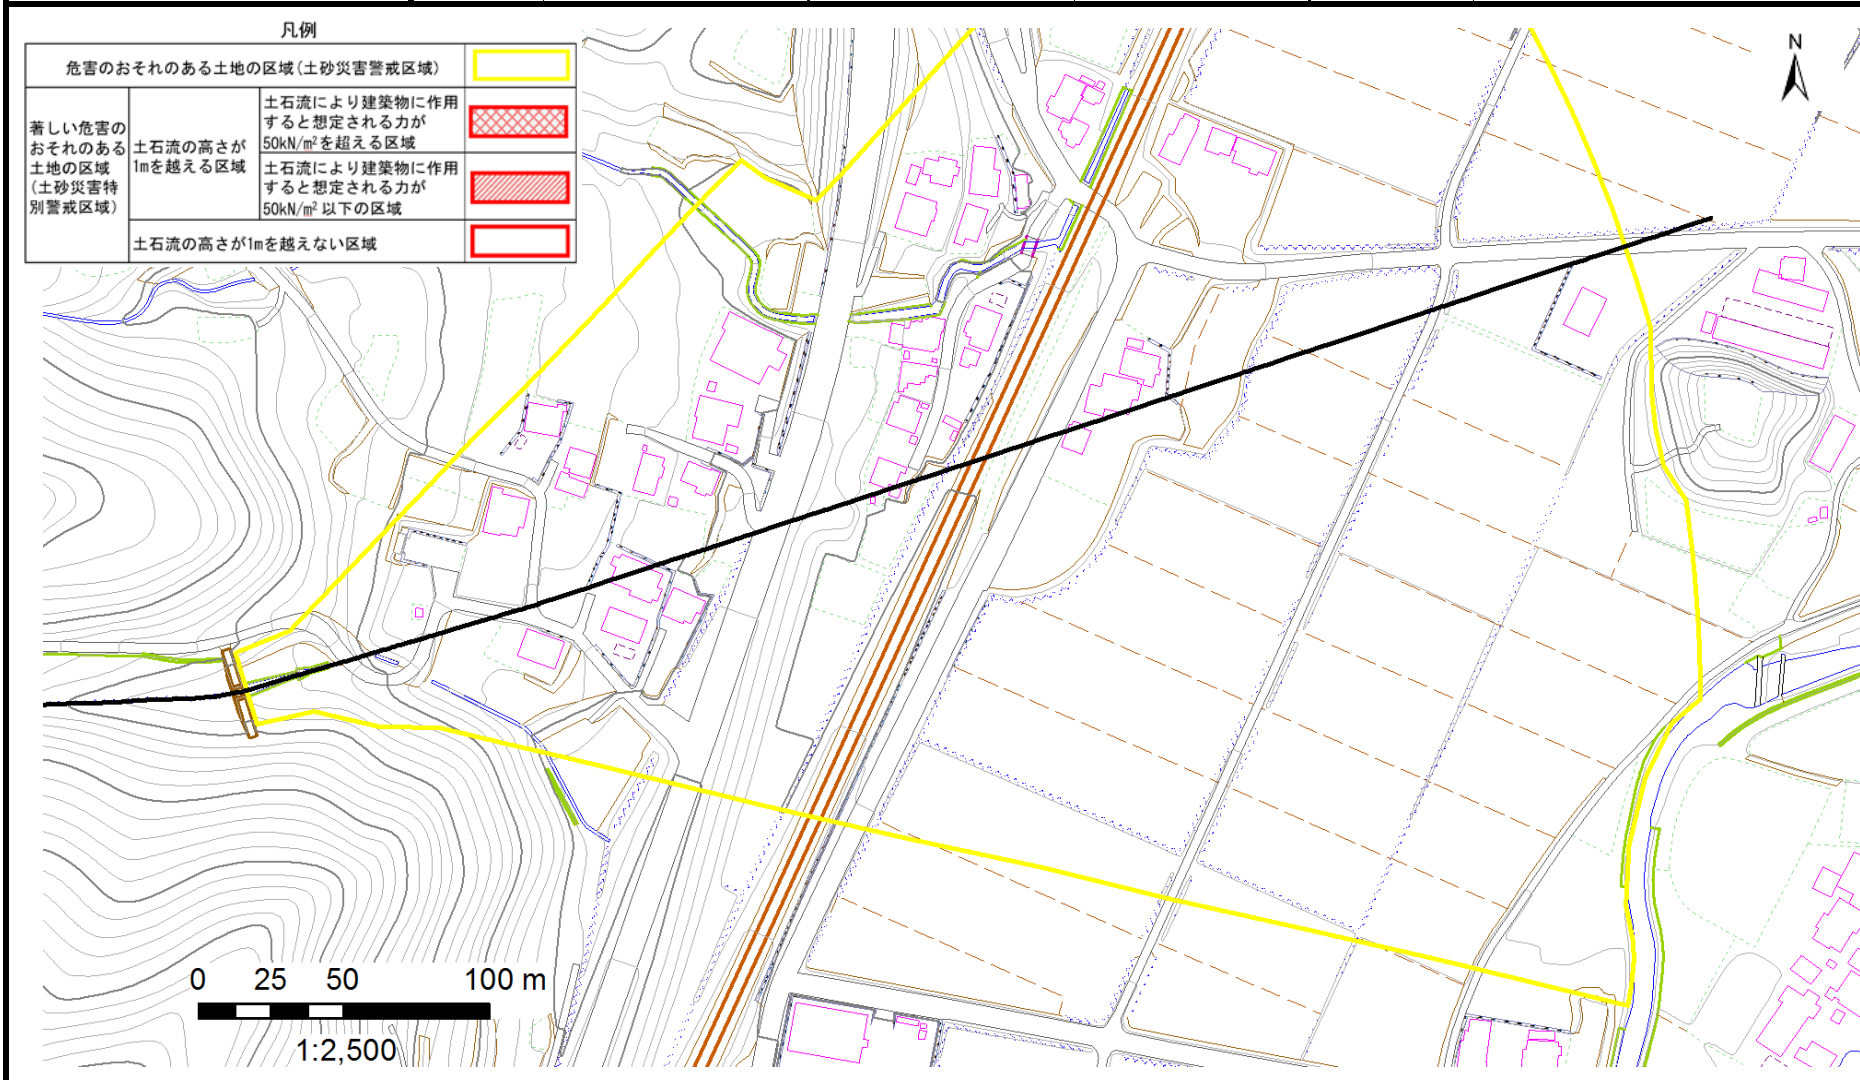 凡例
危害のおそれのある土地の区域(土砂災害警戒区域)
著しい危害の
おそれのある
土地の区域
(土砂災害特
別警戒区域)
土石流の高さが
1mを越える区域
土石流により建築物に作用
すると想定される力が
50kN/㎡を超える区域
土石流により建築物に作用
すると想定される力が
50kN/㎡以下の区域
土石流の高さが1mを越えない区域
N
0 25 50 100 m
1:2,500